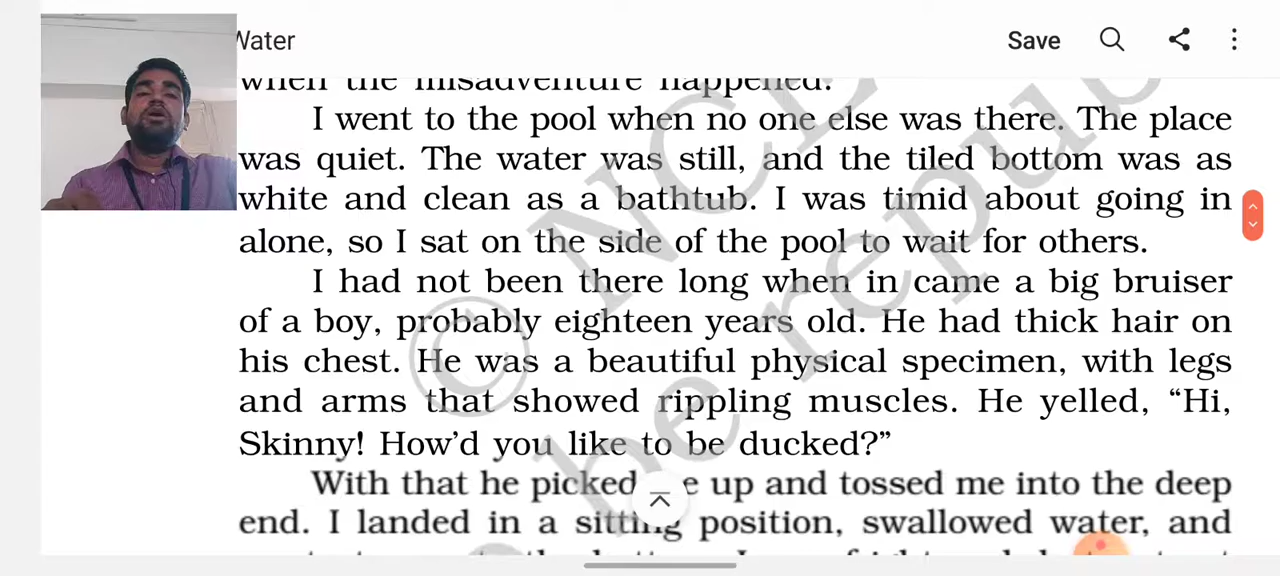 Water
Save
when the misadventure happened.
I went to the pool when no one else was there. The place
was quiet. The water was still, and the tiled bottom was as
white and clean as a bathtub. I was timid about going in
alone, so I sat on the side of the pool to wait for others.
I had not been there long when in came a big bruiser
of a boy, probably eighteen years old. He had thick hair on
his chest. He was a beautiful physical specimen, with legs
and arms that showed rippling muscles. He yelled, “Hi,
Skinny! How’d you like to be ducked?”
With that he picked me up and tossed me into the deep
end. I landed in a sitting position, swallowed water, and